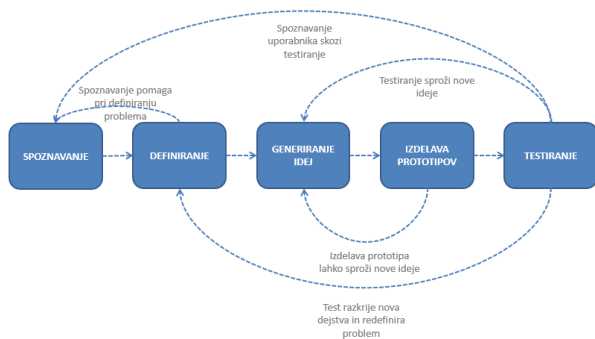 Spoznavanje
uporabnika skozi
testiranje
Testiranje sproži nove
ideje
Spoznavanje pomaga
pri definiranju
problema
SPOZNAVANJE
DEFINIRANJE
GENERIRANJE
IDEJ
IZDELAVA
PROTOTIPOV
TESTIRANJE
Izdelava prototipa
lahko sproži nove ideje
Test razkrije nova
dejstva in redefinira
problem